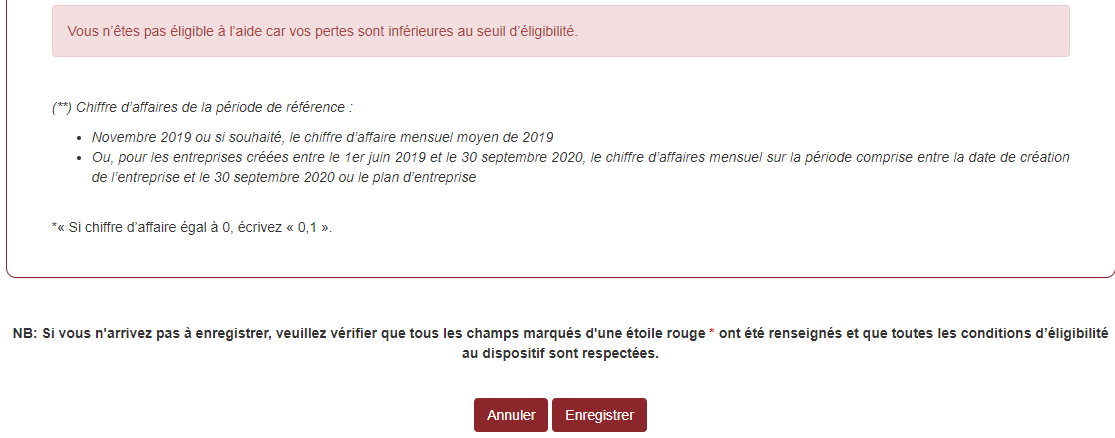 Vous n'êtes pas éligible à l'aide car vos pertes sont inférieures au seuil d'éligibilité.
(**) Chiffre d'affaires de la période de référence :
• Novembre 2019 ou si souhaité, le chiffre d'affaire mensuel moyen de 2019
• Ou, pour les entreprises créées entre le 1er juin 2019 et le 30 septembre 2020, le chiffre d'affaires mensuel sur la période comprise entre la date de création
de l'entreprise et le 30 septembre 2020 ou le plan d'entreprise
*« Si chiffre d'affaire égal à 0, écrivez « 0,1 ».
NB: Si vous n'arrivez pas à enregistrer, veuillez vérifier que tous les champs marqués d'une étoile rouge * ont été renseignés et que toutes les conditions d'éligibilité
au dispositif sont respectées.
Annuler Enregistrer